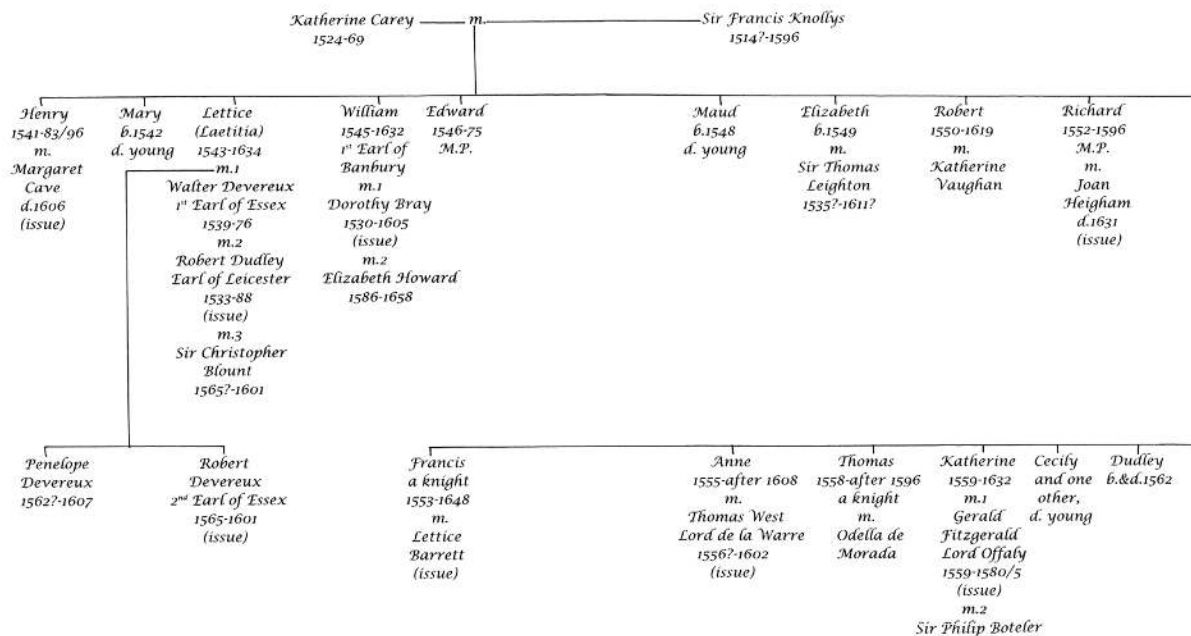 Katherine Carey
1524-69
m.
Sir Francis Knollys
1514?-1596
Henry
1541-83/96
m.
Margaret
Cave
d.1606
(issue)
Mary
b.1542
d. young
Lettice
(Laetitia)
1543-1634
m.1
Walter Devereux
1st Earl of Essex
1539-76
m.2
Robert Dudley
Earl of Leicester
1533-88
(issue)
m.3
Sir Christopher
Blount
1565?-1601
William
1545-1632
1st Earl of
Banbury
m.1
Dorothy Bray
1530-1605
(issue)
m.2
Elizabeth Howard
1586-1658
Edward
1546-75
M.P.
Maud
b.1548
d. young
Elizabeth
b.1549
m.
Sir Thomas
Leighton
1535?-1611?
Robert
1550-1619
m.
Katherine
Vaughan
Richard
1552-1596
M.P.
m.
Joan
Heigham
d.1631
(issue)
Penelope
Devereux
1562?-1607
Robert
Devereux
2nd Earl of Essex
1565-1601
(issue)
Francis
a knight
1553-1648
m.
Lettice
Barrett
(issue)
Anne
1555-after 1608
m.
Thomas West
Lord de la Warre
1556?-1602
(issue)
Thomas
1558-after 1596
a knight
m.
Odella de
Morada
Katherine
1559-1632
m.1
Gerald
Fitzgerald
Lord Offaly
1559-1580/5
(issue)
m.2
Sir Philip Boteler
Cecily
and one
other,
d. young
Dudley
b.&d.1562